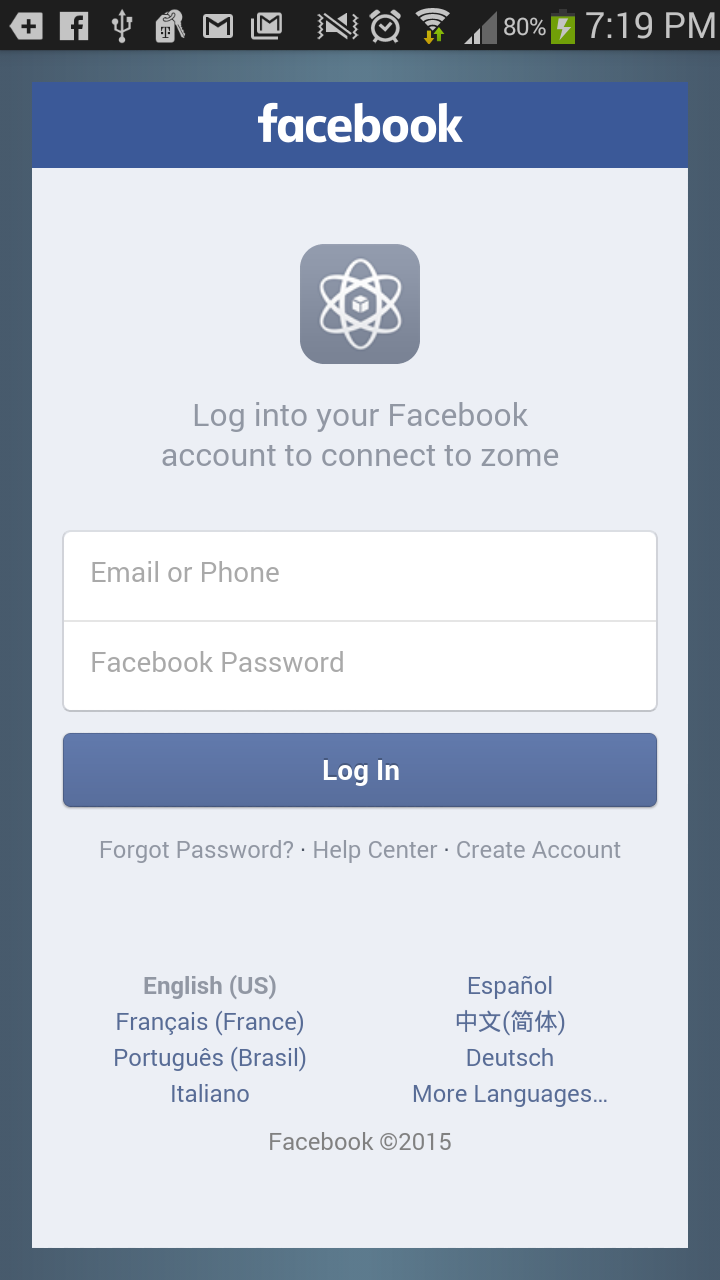 80% 7:19 PM
facebook
Log into your Facebook
account to connect to zome
Email or Phone
Facebook Password
Log In
Forgot Password? · Help Center · Create Account
English (US) Español
Français (France) 中文(简体)
Português (Brasil) Deutsch
Italiano More Languages...
Facebook ©2015